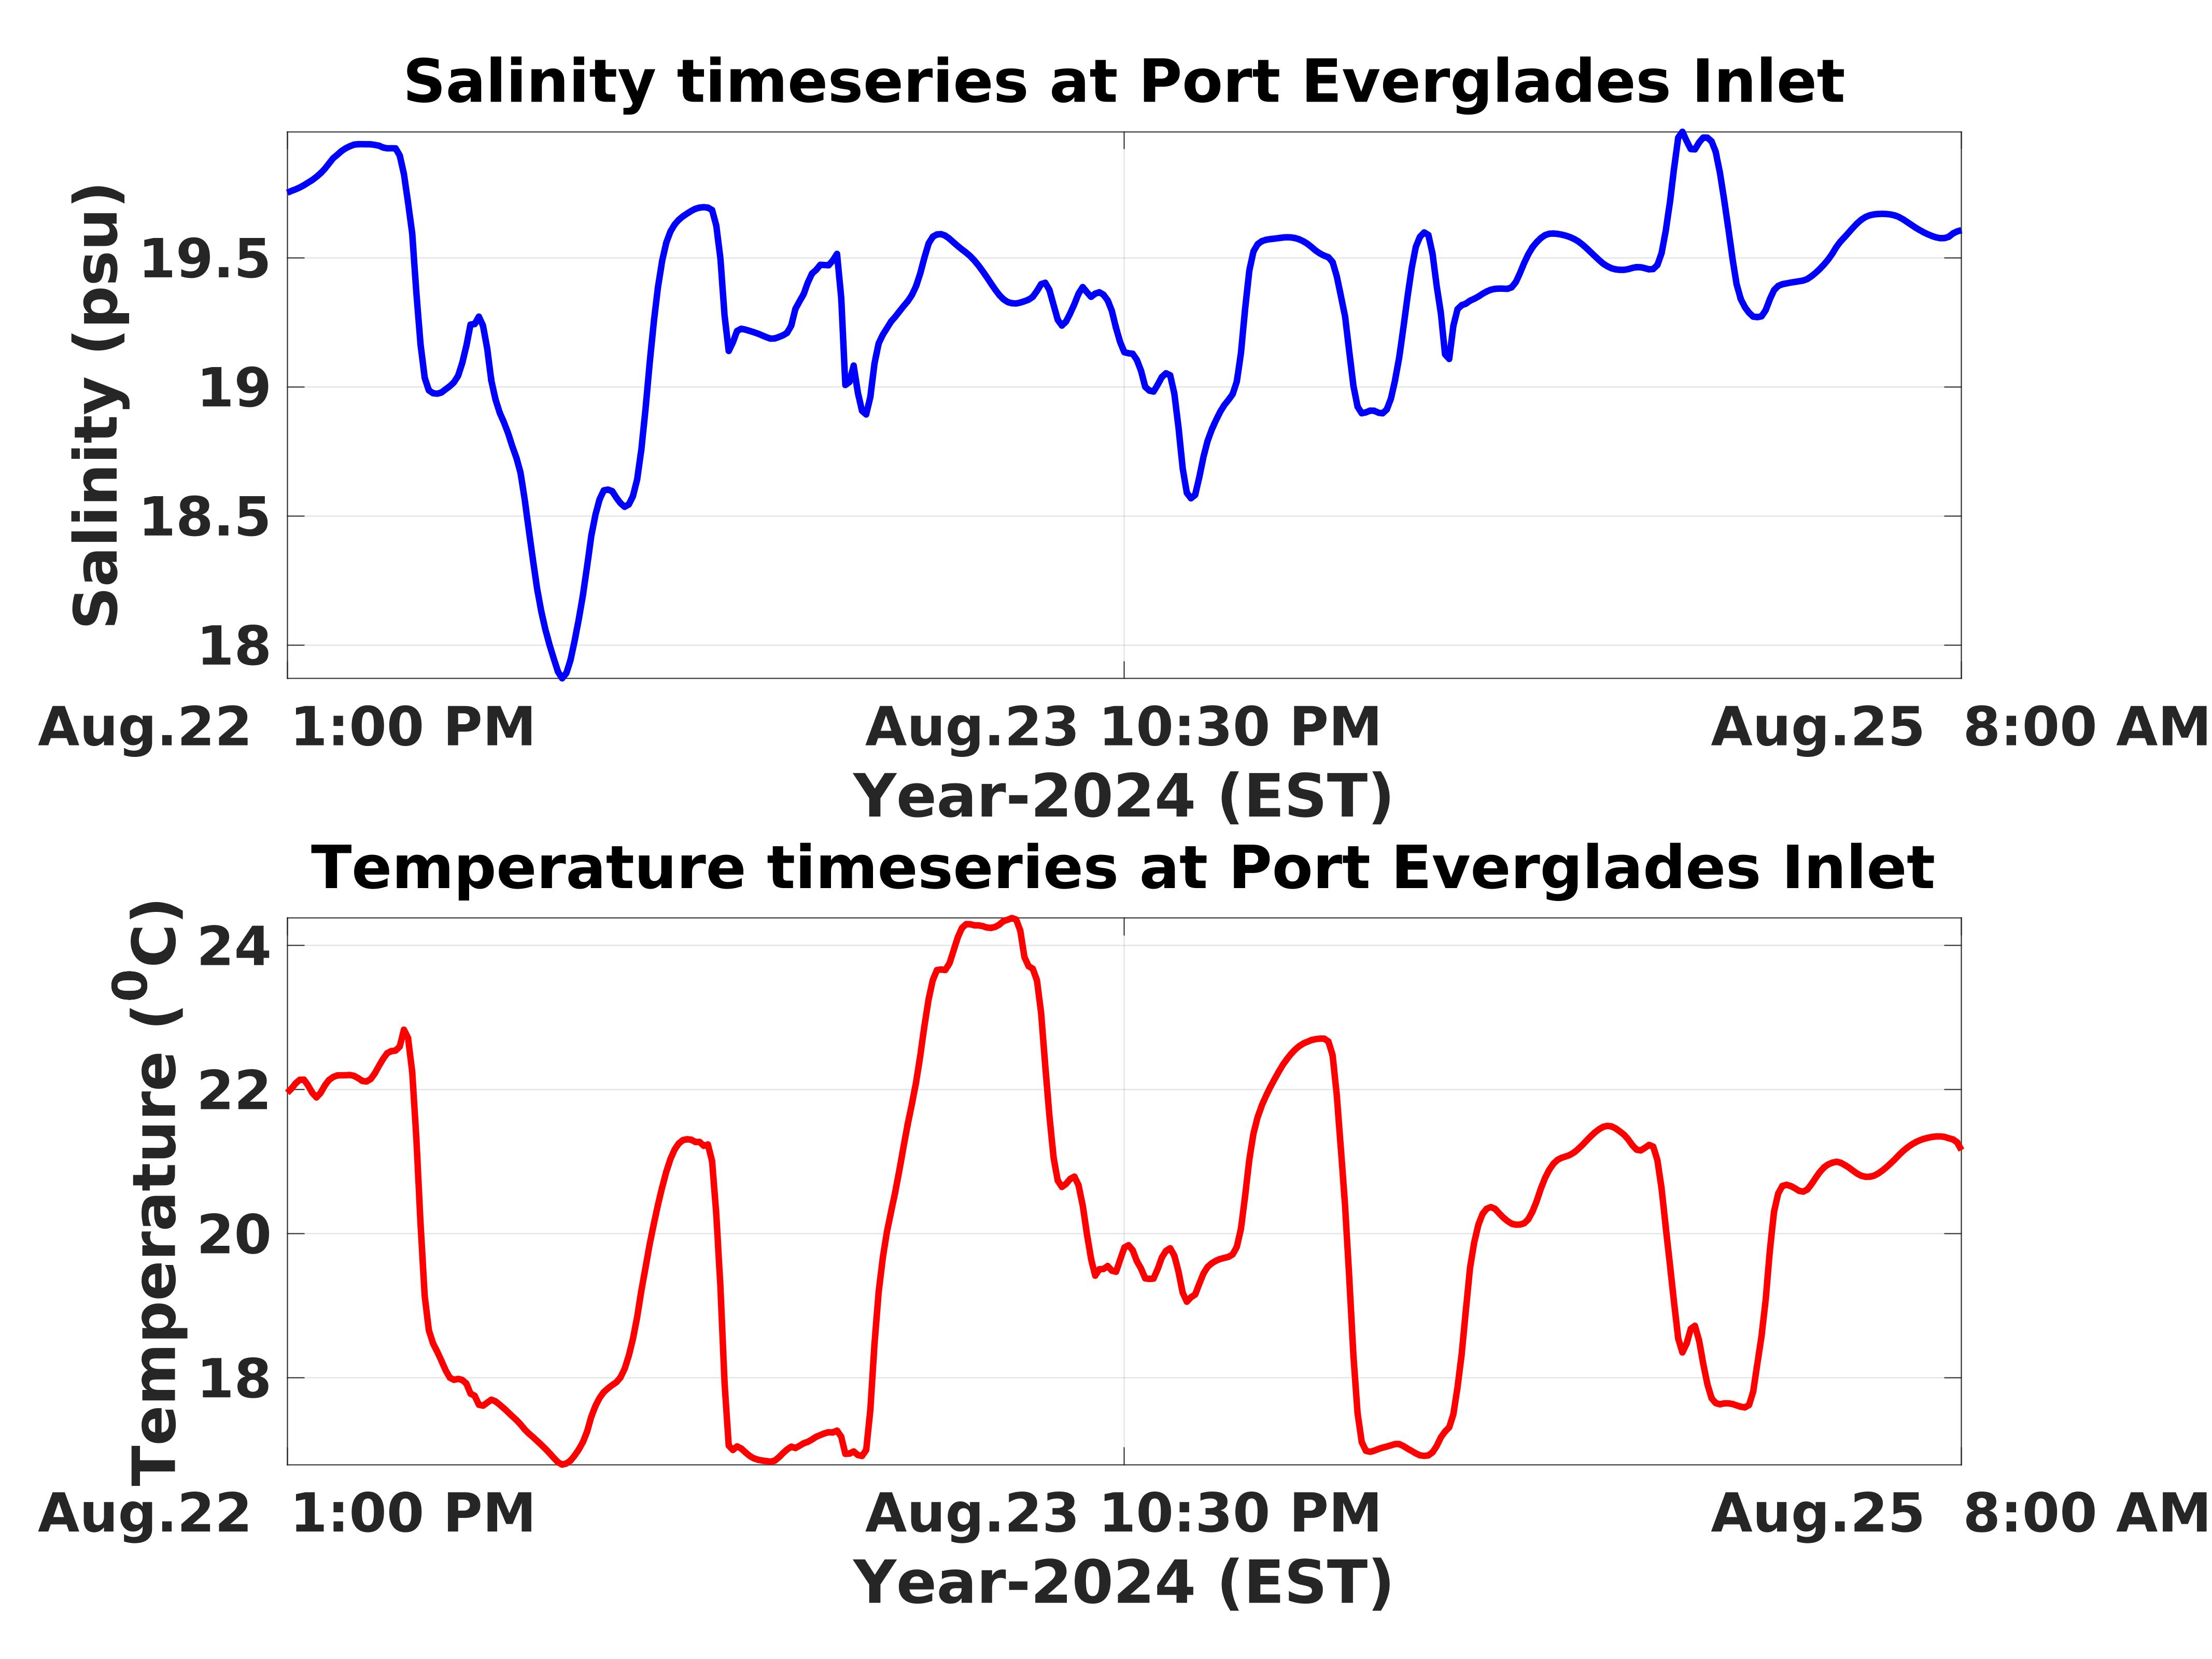 Salinity timeseries at Port Everglades Inlet
Salinity (psu)
19.5
19
18.5
18
Aug.22 1:00 PM Aug.23 10:30 PM Aug.25 8:00 AM
Year-2024 (EST)
Temperature timeseries at Port Everglades Inlet
Temperature (⁰C)
24
22
20
18
Aug.22 1:00 PM Aug.23 10:30 PM Aug.25 8:00 AM
Year-2024 (EST)